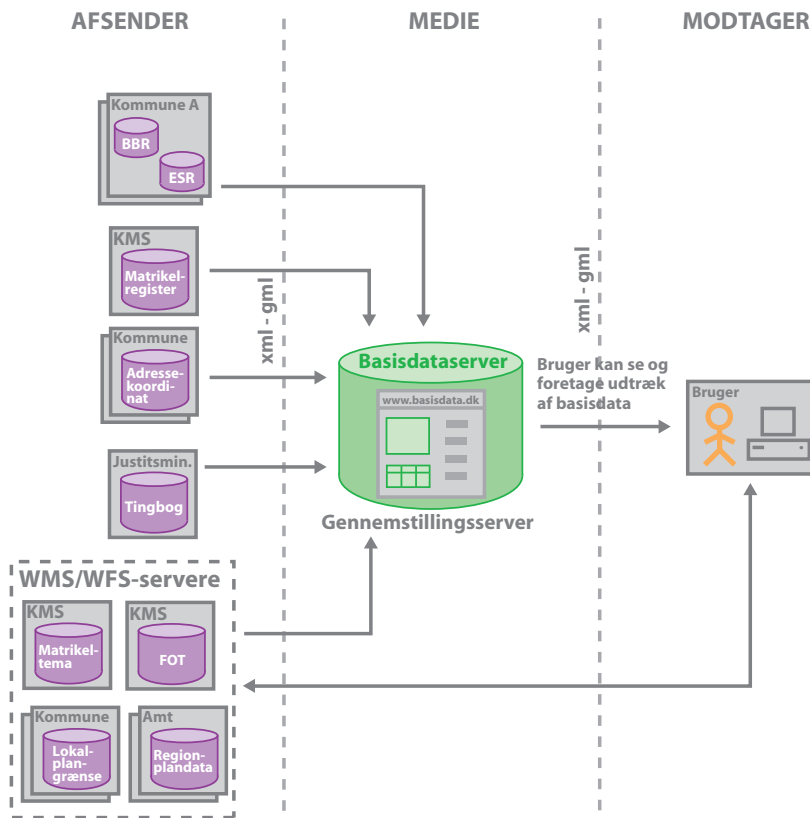 AFSENDER
MEDIE
MODTAGER
Kommune A
BBR
ESR
KMS
Matrikel-
register
Kommune
Adresse-
koordi-
nat
Justitsmin.
Tingbog
xml - gml
Basisdataserver
www.basisdata.dk
Gennemstillingsserver
xml - gml
Bruger kan se og
foretage udtræk
af basisdata
Bruger
WMS/WFS-servere
KMS
Matrikel-
tema
KMS
FOT
Kommune
Lokal-
plan-
grænse
Amt
Region-
plandata